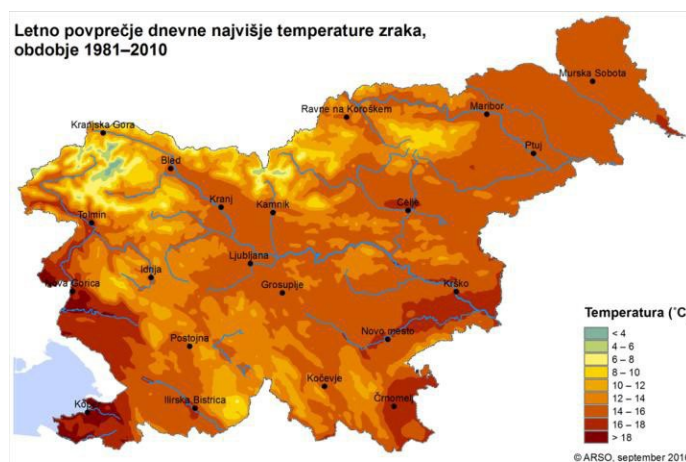 Letno povprečje dnevne najvišje temperature zraka,
obdobje 1981–2010
Murska Sobota
Ravne na Koroškem
Maribor
Kranjska Gora
Ptuj
Bled
Kranj
Kamnik
Celje
Tolmin
Ljubljana
Idrija
Nova Gorica
Grosuplje
Krško
Novo mesto
Postojna
Kočevje
Koper
Ilirska Bistrica
Črnomelj
Temperatura (°C
< 4
4 – 6
6 – 8
8 – 10
10 – 12
12 – 14
14 – 16
16 – 18
> 18
© ARSO, september 2016